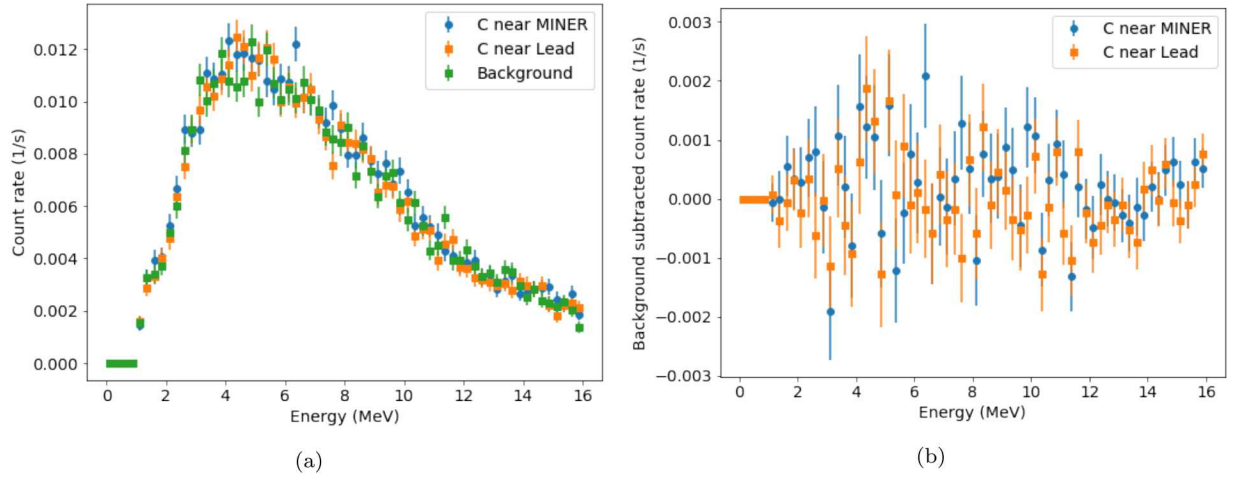 C near MINER
C near Lead
Background
Count rate (1/s)
0.012
0.010
0.008
0.006
0.004
0.002
0.000
0 2 4 6 8 10 12 14 16
Energy (MeV)
(a)
C near MINER
C near Lead
Background subtracted count rate (1/s)
0.003
0.002
0.001
0.000
−0.001
−0.002
−0.003
0 2 4 6 8 10 12 14 16
Energy (MeV)
(b)